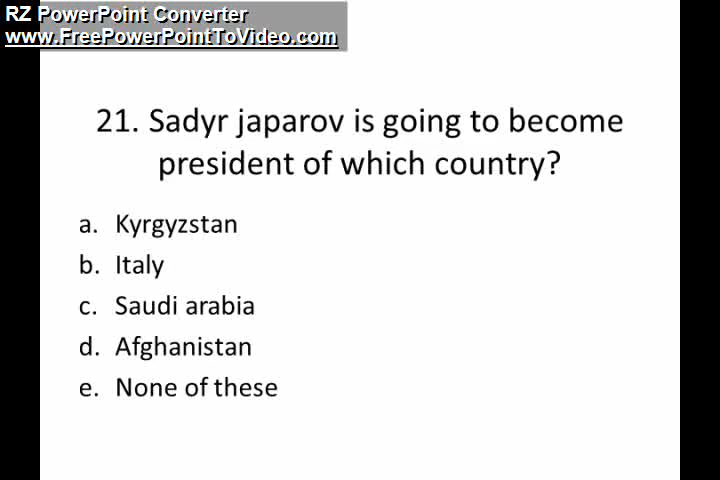 RZ PowerPoint Converter
www.FreePowerPointToVideo.com
21. Sadyr japarov is going to become
president of which country?
a. Kyrgyzstan
b. Italy
c. Saudi arabia
d. Afghanistan
e. None of these